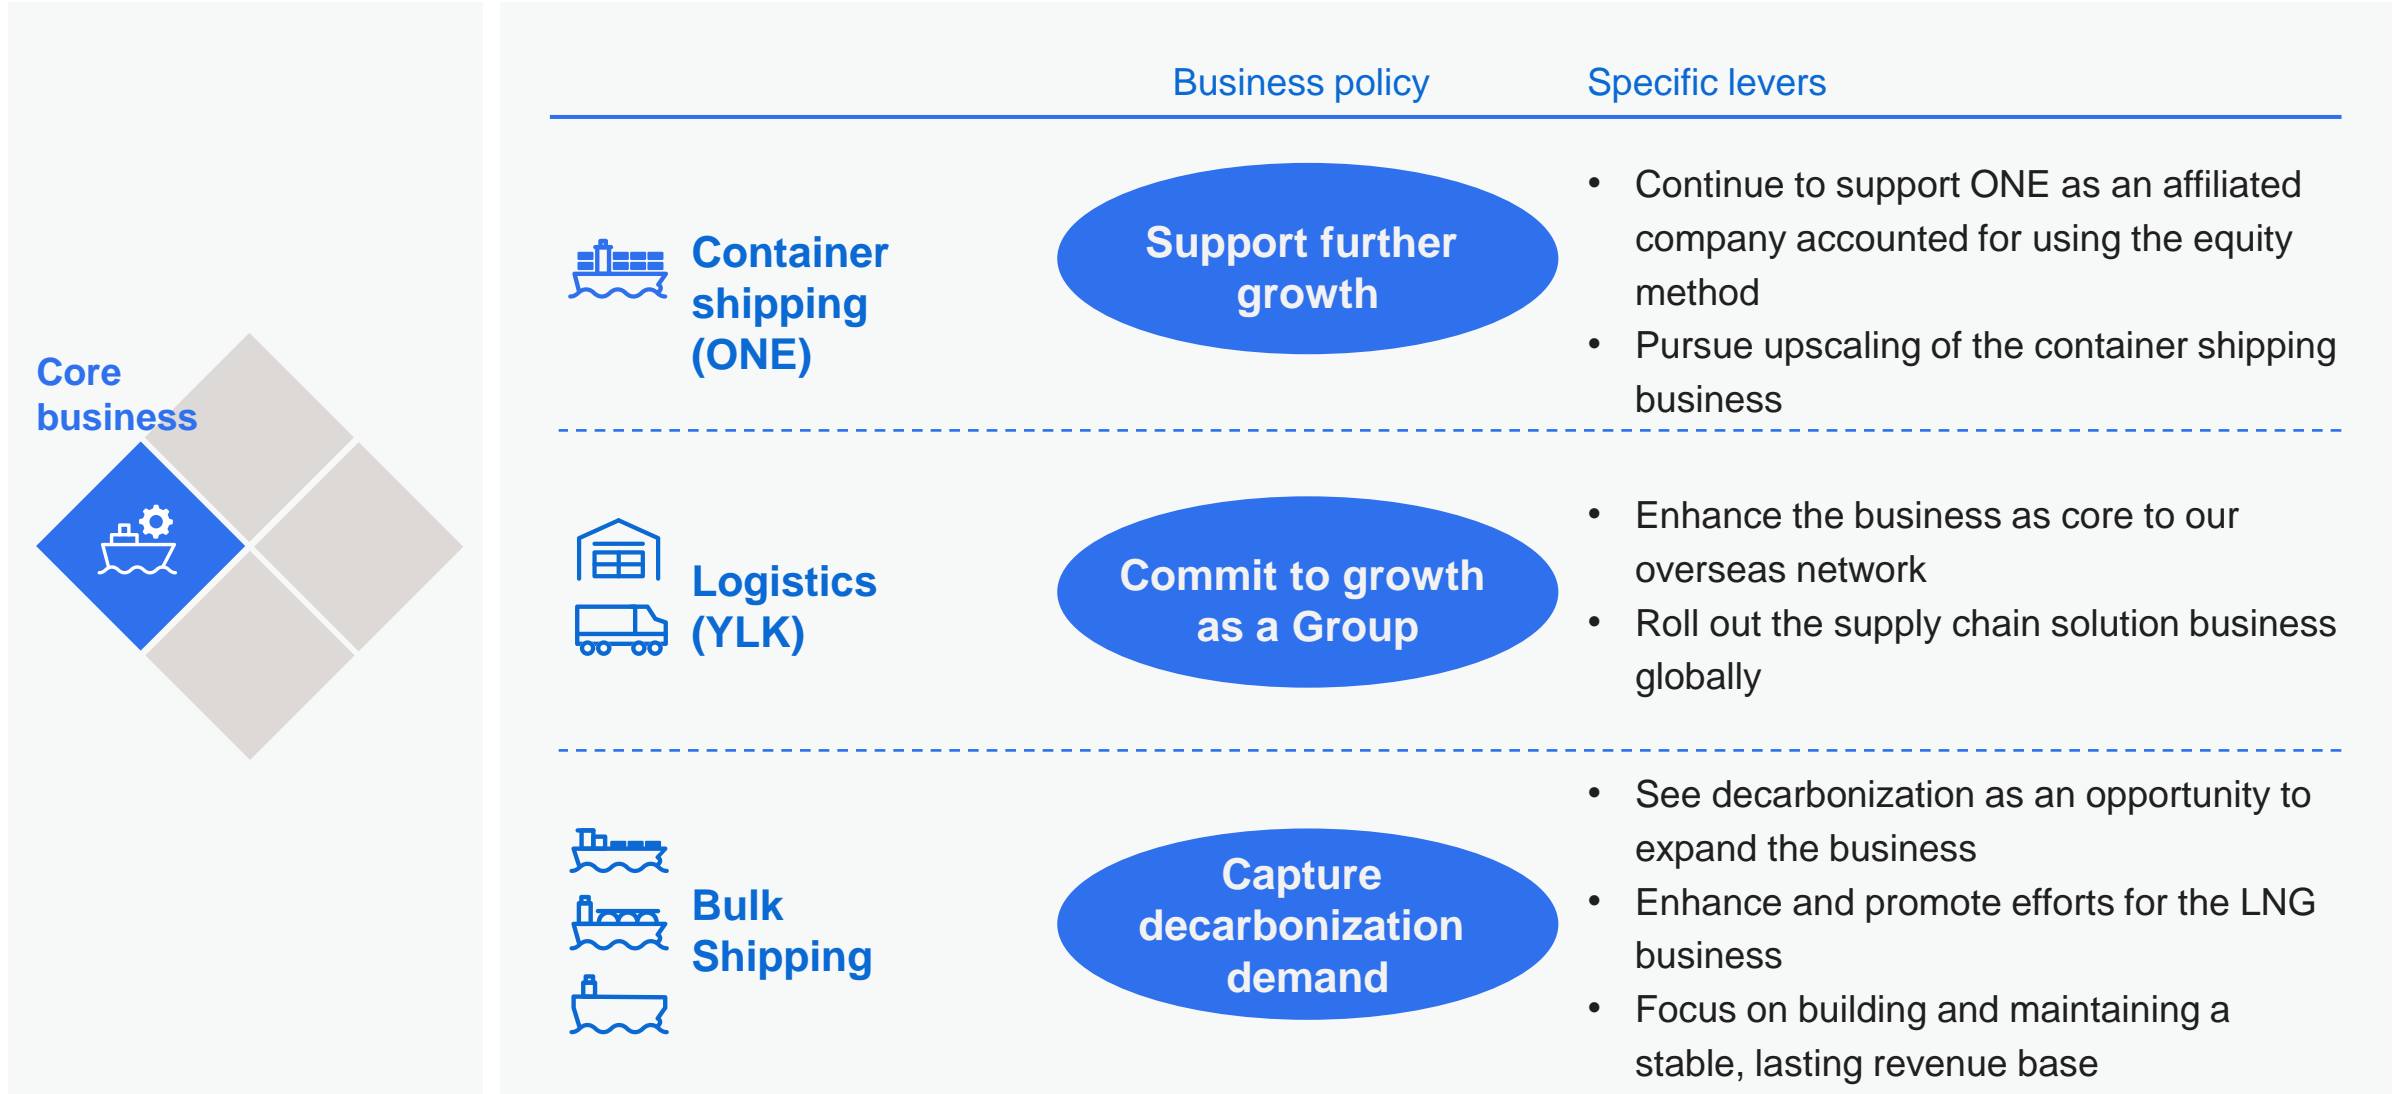 Core
business
Business policy
Specific levers
Container
shipping
(ONE)
Support further
growth
• Continue to support ONE as an affiliated
company accounted for using the equity
method
• Pursue upscaling of the container shipping
business
Logistics
(YLK)
Commit to growth
as a Group
• Enhance the business as core to our
overseas network
• Roll out the supply chain solution business
globally
Bulk
Shipping
Capture
decarbonization
demand
• See decarbonization as an opportunity to
expand the business
• Enhance and promote efforts for the LNG
business
• Focus on building and maintaining a
stable, lasting revenue base